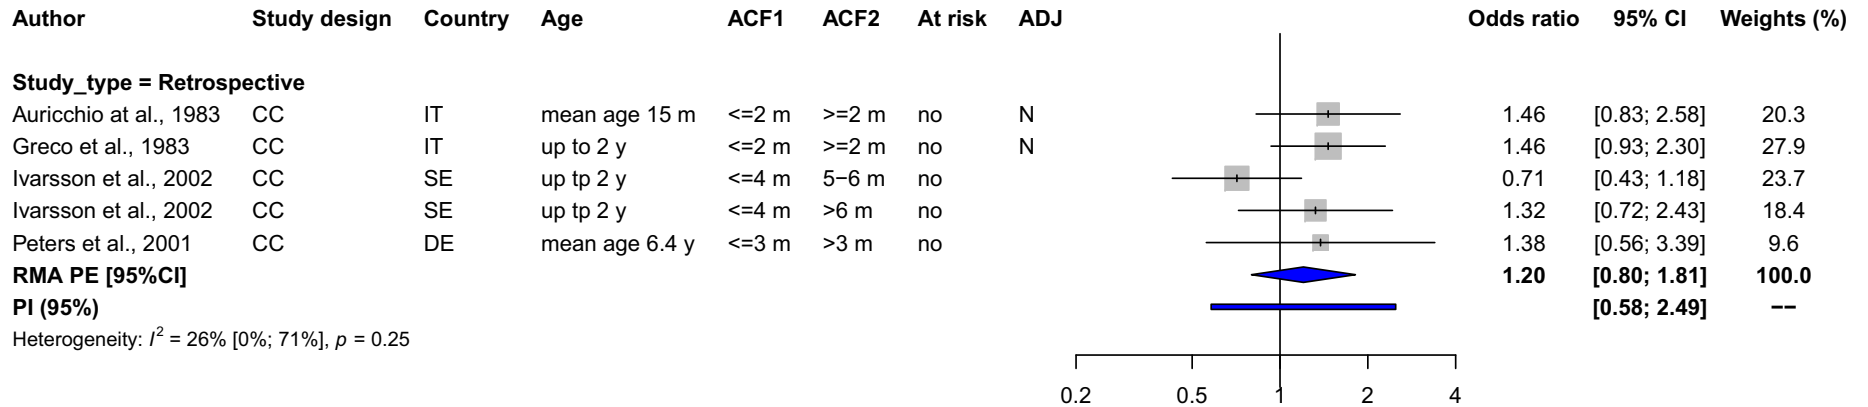 Author Study design Country Age ACF1 ACF2 At risk ADJ Odds ratio 95% CI Weights (%)
Study_type = Retrospective
Auricchio at al., 1983 CC IT mean age 15 m <=2 m >=2 m no N 1.46 [0.83; 2.58] 20.3
Greco et al., 1983 CC IT up to 2 y <=2 m >=2 m no N 1.46 [0.93; 2.30] 27.9
Ivarsson et al., 2002 CC SE up tp 2 y <=4 m 5−6 m no 0.71 [0.43; 1.18] 23.7
Ivarsson et al., 2002 CC SE up tp 2 y <=4 m >6 m no 1.32 [0.72; 2.43] 18.4
Peters et al., 2001 CC DE mean age 6.4 y <=3 m >3 m no 1.38 [0.56; 3.39] 9.6
RMA PE [95%CI] 1.20 [0.80; 1.81] 100.0
PI (95%) [0.58; 2.49] −−
Heterogeneity: I² = 26% [0%; 71%], p = 0.25
0.2 0.5 1 2 4